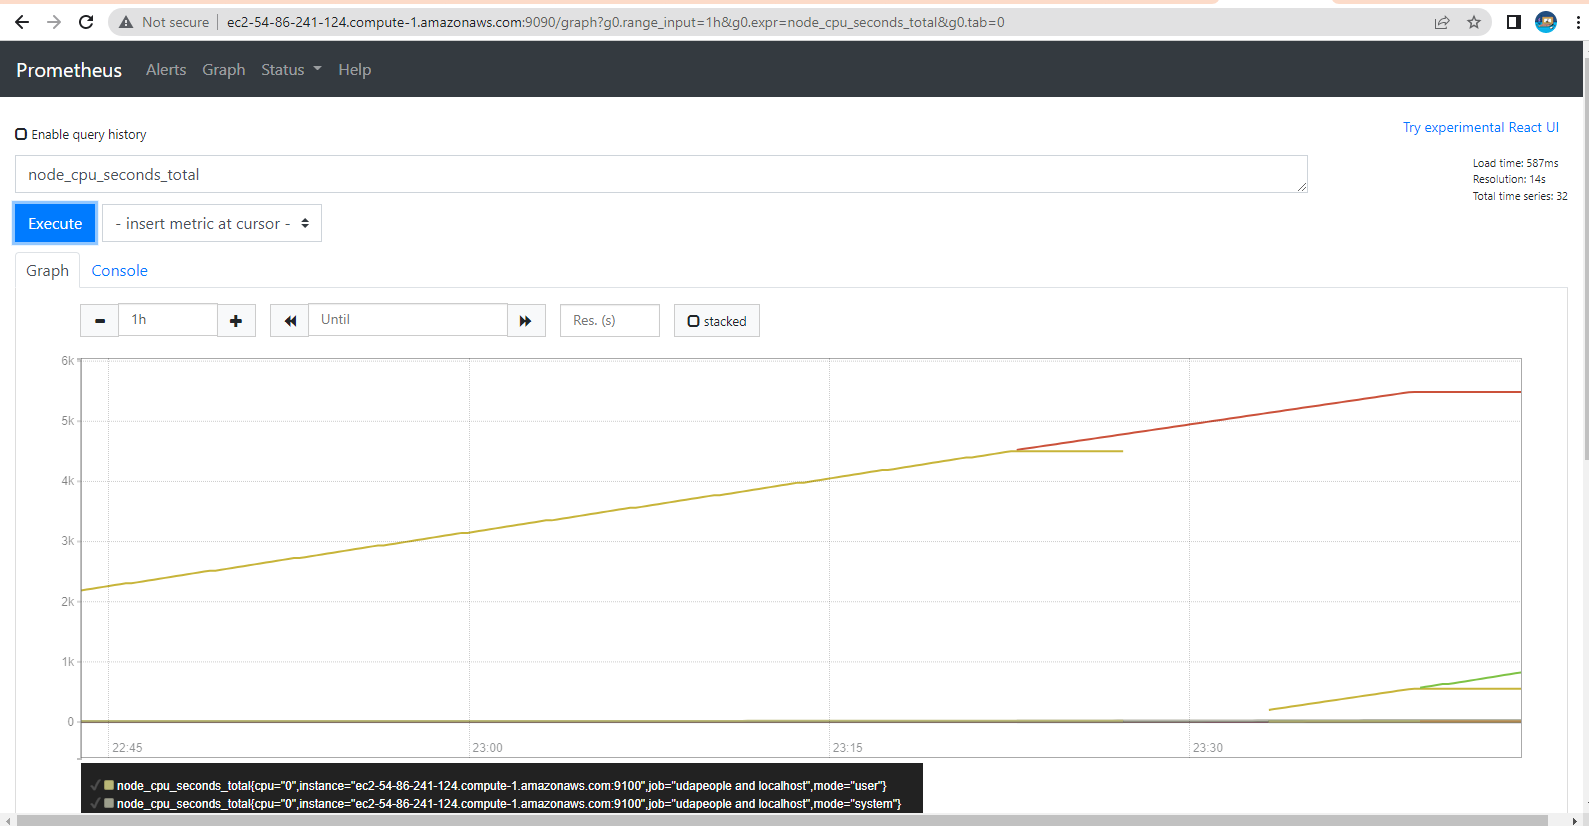 Not secure
ec2-54-86-241-124.compute-1.amazonaws.com:9090/graph?g0.range_input=1h&g0.expr=node_cpu_seconds_total&g0.tab=0
Prometheus Alerts Graph Status Help
Enable query history
Try experimental React UI
node_cpu_seconds_total
Load time: 587ms
Resolution: 14s
Total time series: 32
Execute
- insert metric at cursor -
Graph Console
1h
Until
Res. (s)
stacked
6k
5k
4k
3k
2k
1k
0
22:45 23:00 23:15 23:30
node_cpu_seconds_total{cpu="0",instance="ec2-54-86-241-124.compute-1.amazonaws.com:9100",job="udapeople and localhost",mode="user"}
node_cpu_seconds_total{cpu="0",instance="ec2-54-86-241-124.compute-1.amazonaws.com:9100",job="udapeople and localhost",mode="system"}